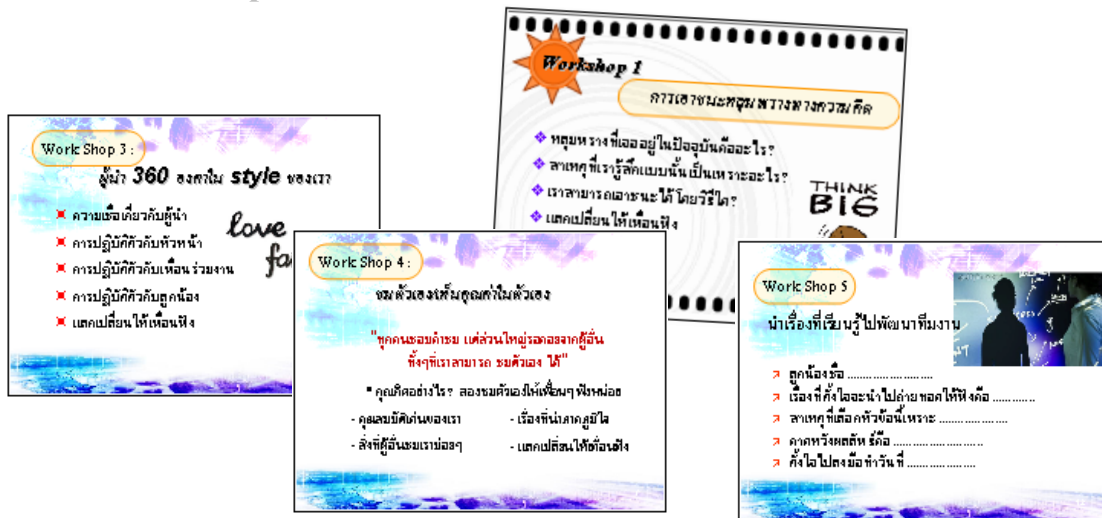 Workshop 1
การเอาชนะหลุมพรางทางความคิด
หลุมพรางที่เจออยู่ในปัจจุบันคืออะไร?
สาเหตุที่เรารู้สึกแบบนั้นเป็นเพราะอะไร?
เราสามารถเอาชนะได้โดยวิธีใด?
แลกเปลี่ยนให้เพื่อนฟัง
THINK
BIG
Work Shop 3 :
ผู้นำ 360 องศาใน style ของเรา
ความเชื่อเกี่ยวกับผู้นำ
การปฏิบัติตัวกับหัวหน้า
การปฏิบัติตัวกับเพื่อนร่วมงาน
การปฏิบัติตัวกับลูกน้อง
แลกเปลี่ยนให้เพื่อนฟัง
love
fa
Work Shop 4 :
ชมตัวเองเห็นคุณค่าในตัวเอง
"ทุกคนชอบคำชม แต่ส่วนใหญ่รอคอยจากผู้อื่น
ทั้งๆที่เราสามารถ ชมตัวเอง ได้"
* คุณคิดอย่างไร? ลองชมตัวเองให้เพื่อนๆ ฟังหน่อย
- คุณสมบัติเด่นของเรา - เรื่องที่น่าภาคภูมิใจ
- สิ่งที่ผู้อื่นชมเราบ่อยๆ - แลกเปลี่ยนให้เพื่อนฟัง
Work Shop 5
นำเรื่องที่เรียนรู้ไปพัฒนาทีมงาน
ลูกน้องชื่อ ........................
เรื่องที่ตั้งใจจะนำไปถ่ายทอดให้ฟังคือ ............
สาเหตุที่เลือกหัวข้อนี้เพราะ ...................
คาดหวังผลลัพธ์คือ .........................
ตั้งใจไปลงมือทำวันที่ ...................